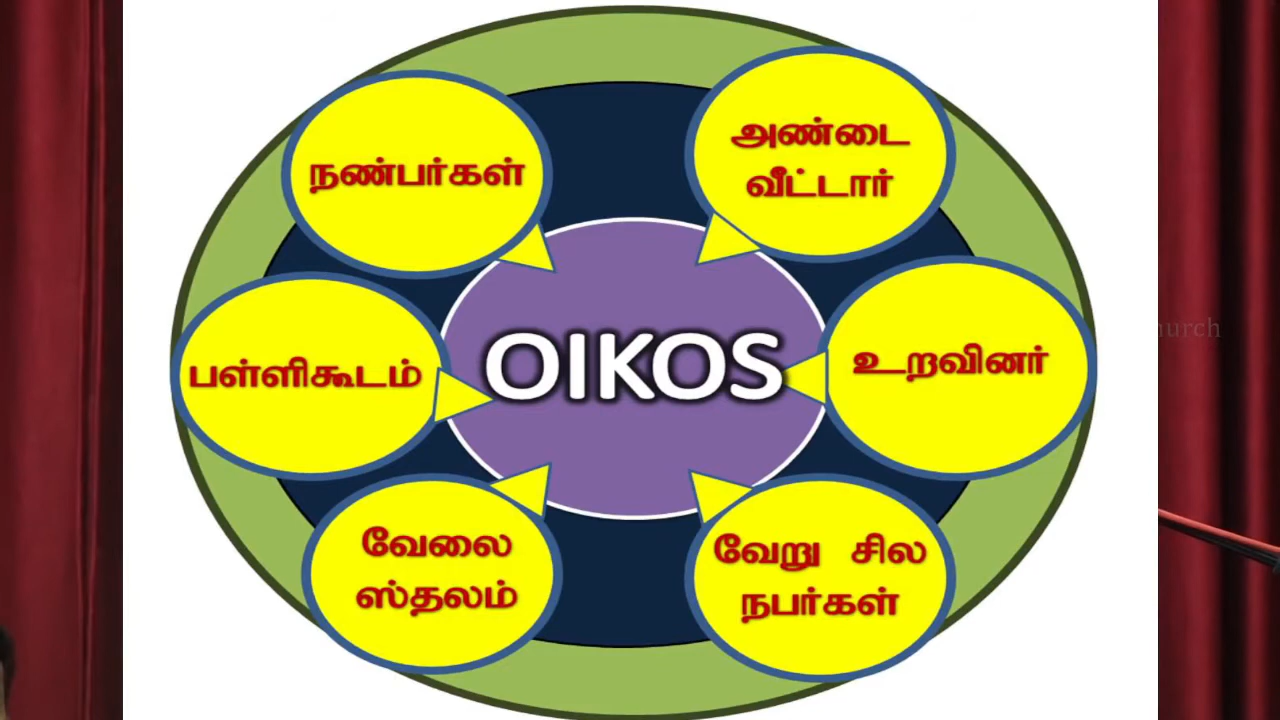 நண்பர்கள்
அண்டை
வீட்டார்
பள்ளிகூடம்
OIKOS
உறவினர்
வேலை
ஸ்தலம்
வேறு சில
நபர்கள்